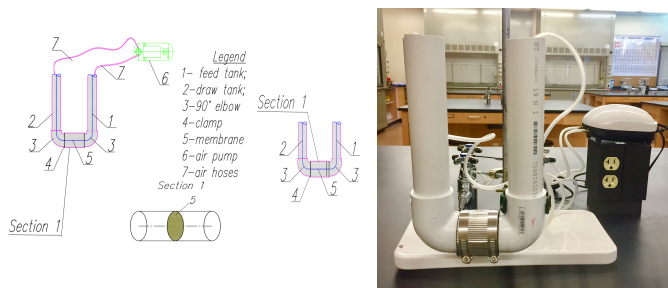 7
7
6
Legend
1- feed tank;
2-draw tank;
3-90° elbow
4-clamp
5-membrane
6-air pump
7-air hoses
2
1
3
3
4
5
Section 1
Section 1
2
1
3
3
4
5
Section 1
5